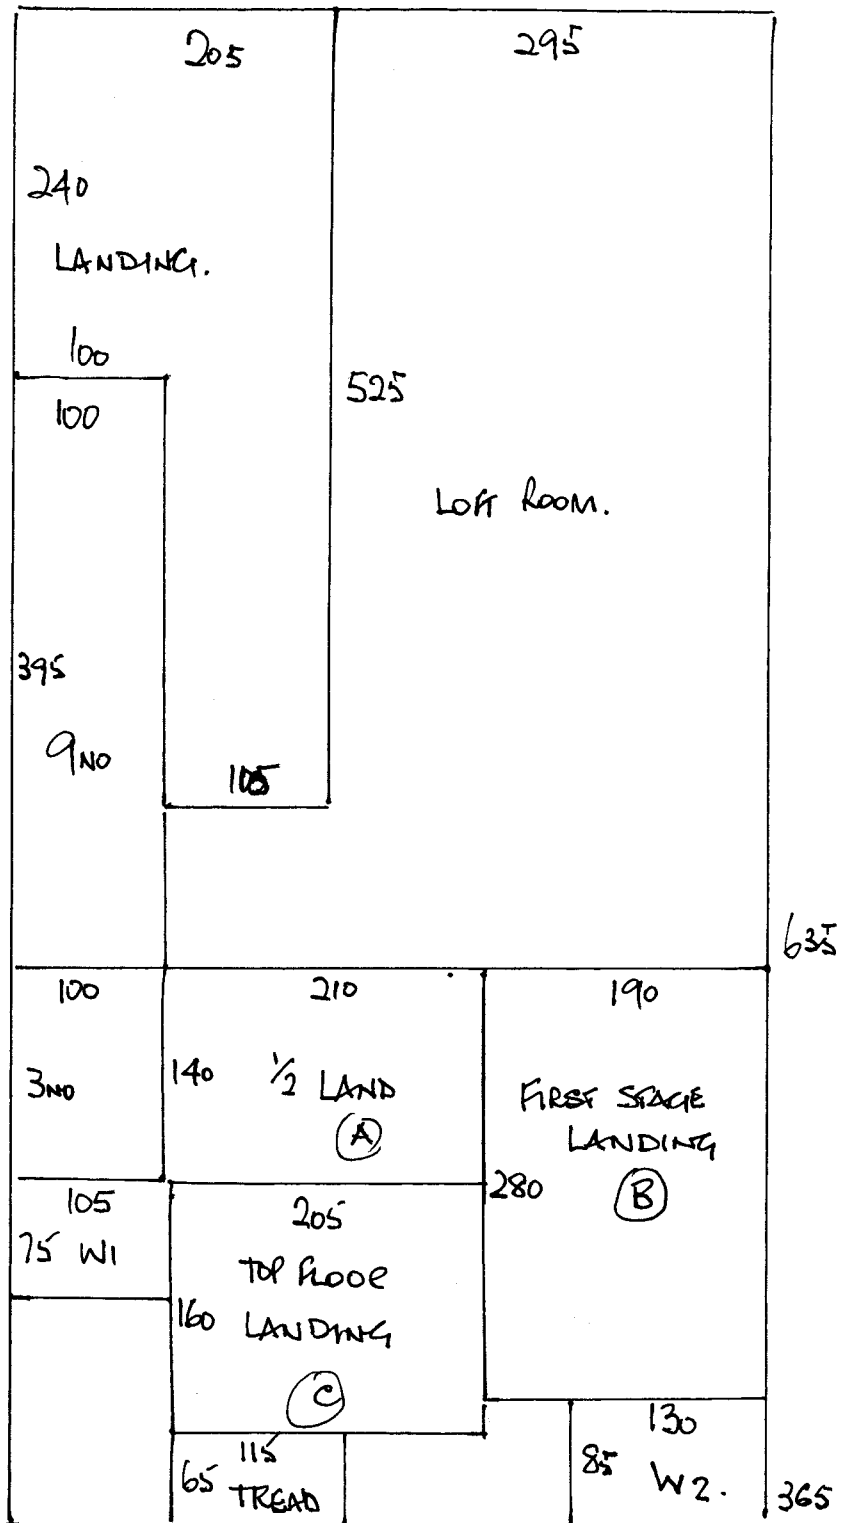 205
295
240
LANDING.
100
100
525
LOFT ROOM.
395
9NO
105
635
100
210
190
3NO
140
1/2 LAND
A
FIRST STAGE
LANDING
B
280
105
75 W1
205
TOP FLOOR
LANDING
C
160
115
65
TREAD
130
85
W2.
365